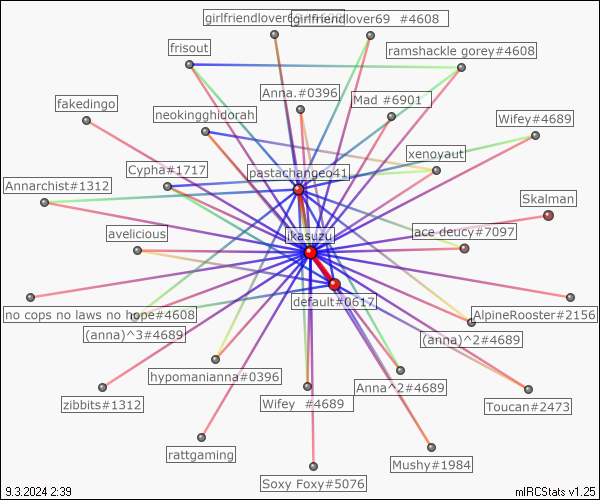 girlfriendlover69
girlfriendlover69 #4608
frisout
ramshackle gorey#4608
Anna.#0396
Mad #6901
fakedingo
neokingghidorah
Wifey#4689
xenoyaut
Cypha#1717
pastachangeo41
Annarchist#1312
Skalman
avelicious
ikasuzu
ace deucy#7097
default#0617
no cops no laws no hope#4608
AlpineRooster#2156
(anna)^3#4689
(anna)^2#4689
hypomanianna#0396
Anna^2#4689
zibbits#1312
Wifey #4689
Toucan#2473
rattgaming
Mushy#1984
Soxy Foxy#5076
9.3.2024 2:39
mIRCStats v1.25